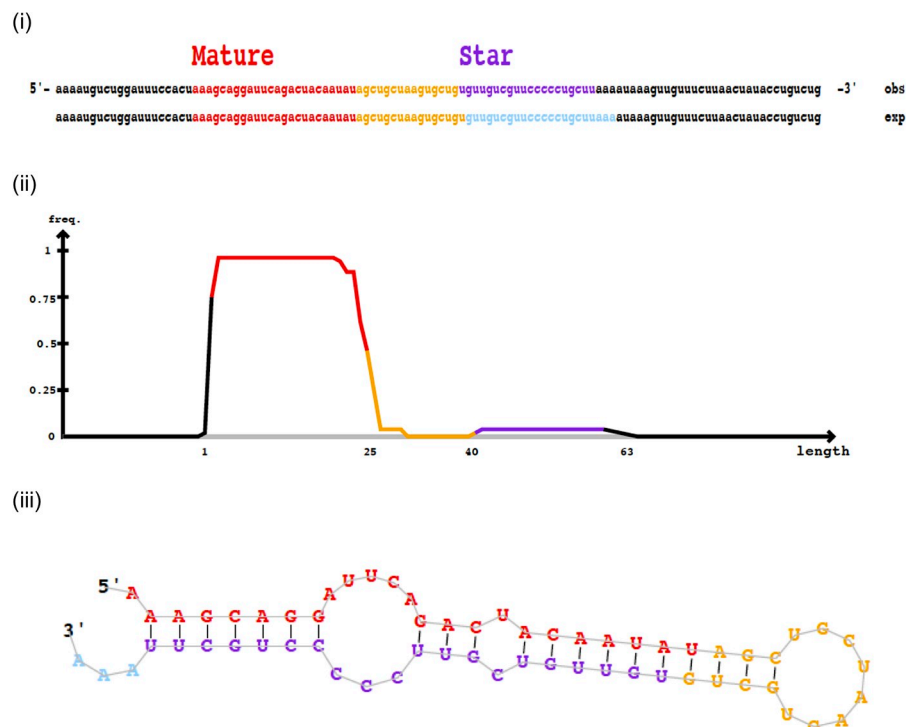 (i)
Mature Star
5'- aaaaugucuggauuuccacuaaagcaggauucagacuacaauauagcugcuaagugcuguguugucguucccccugcuuaaaauaaaguuguuucuuaacuauaccugucug -3' obs
aaaaugucuggauuuccacuaaagcaggauucagacuacaauauagcugcuaagugcuguguugucguucccccugcuuaaaauaaaguuguuucuuaacuauaccugucug exp
(ii)
freq.
1
0.75
0.5
0.25
0
1 25 40 63 length
(iii)
5' A A A G C A G G A U U C A G A C U A C A A U A U A G C U G C U A A G U
3' A A A U U C G U C C C C C U U G C U G U U G U G U C G